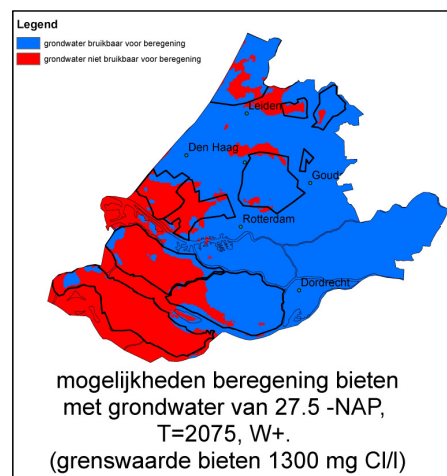 Legend
grondwater bruikbaar voor beregening
grondwater niet bruikbaar voor beregening
Leiden
Den Haag
Goud
Rotterdam
Dordrecht
mogelijkheden beregening bieten
met grondwater van 27.5 -NAP,
T=2075, W+.
(grenswaarde bieten 1300 mg Cl/l)